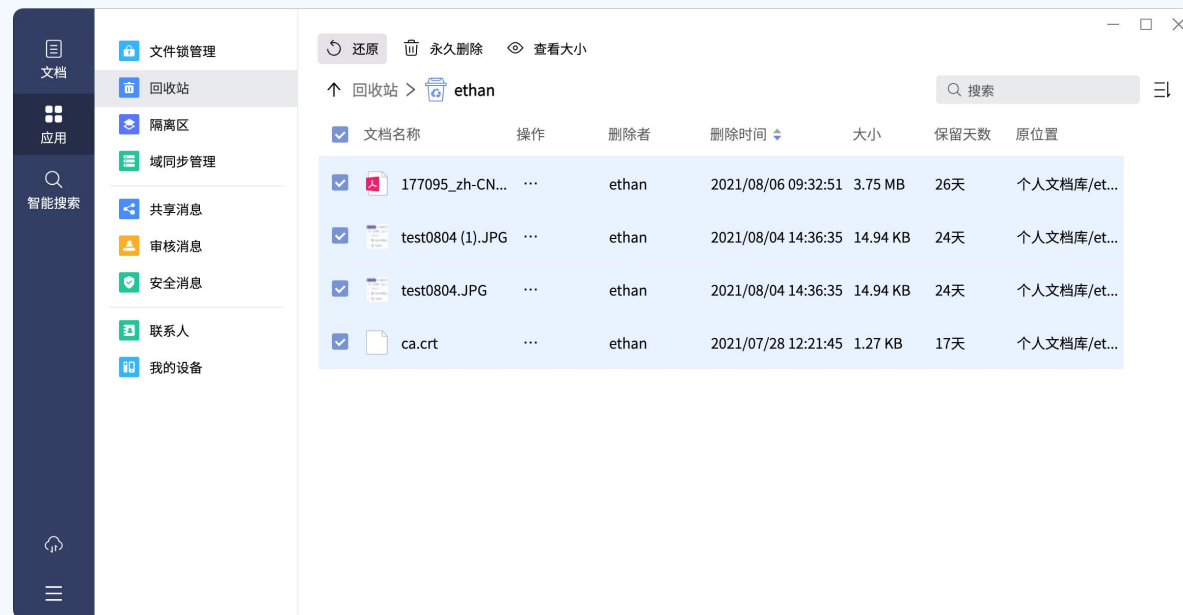 文档
应用
智能搜索
文件锁管理
回收站
隔离区
域同步管理
共享消息
审核消息
安全消息
联系人
我的设备
还原 永久删除 查看大小
回收站 > ethan 搜索
文档名称 操作 删除者 删除时间 大小 保留天数 原位置
177095_zh-CN... ··· ethan 2021/08/06 09:32:51 3.75 MB 26天 个人文档库/et...
test0804 (1).JPG ··· ethan 2021/08/04 14:36:35 14.94 KB 24天 个人文档库/et...
test0804.JPG ··· ethan 2021/08/04 14:36:35 14.94 KB 24天 个人文档库/et...
ca.crt ··· ethan 2021/07/28 12:21:45 1.27 KB 17天 个人文档库/et...